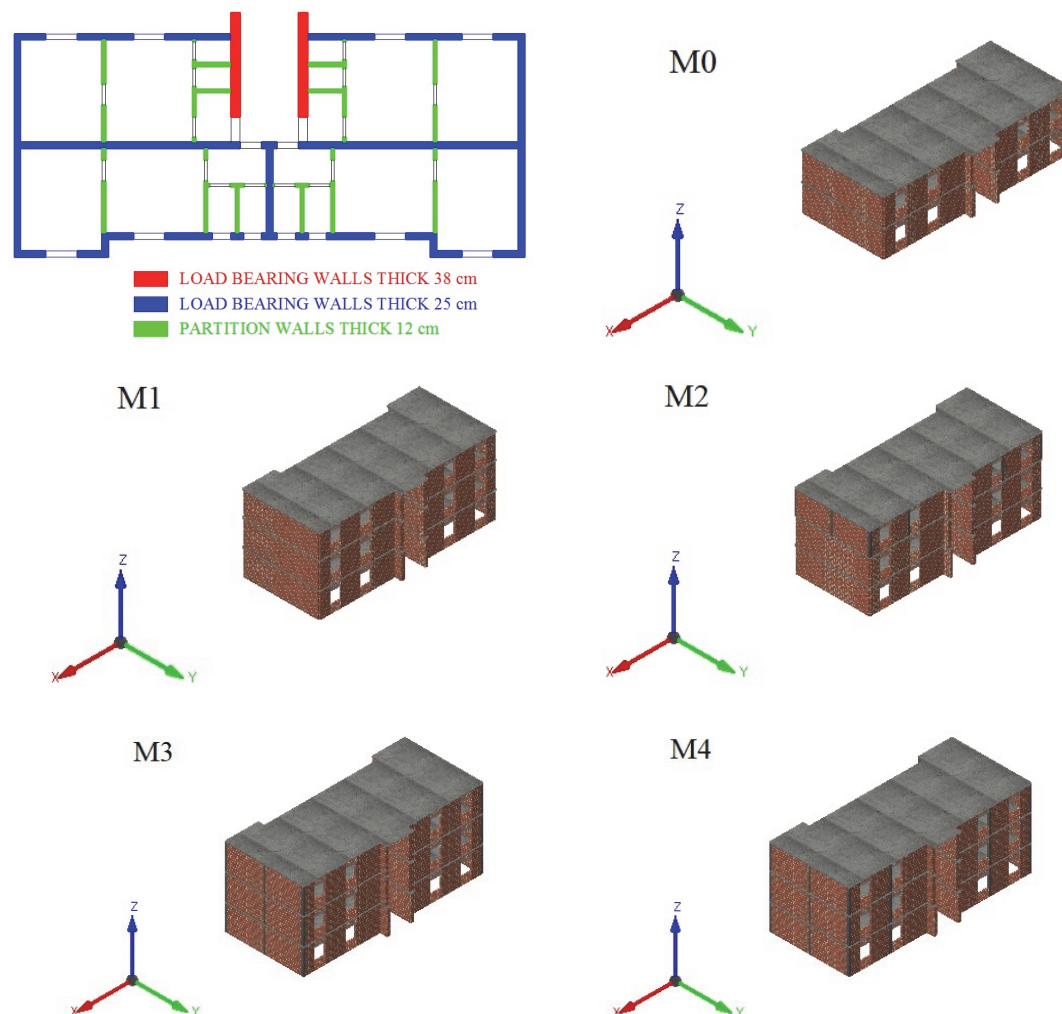 M0
LOAD BEARING WALLS THICK 38 cm
LOAD BEARING WALLS THICK 25 cm
PARTITION WALLS THICK 12 cm
Z
X
Y
M1
Z
X
Y
M2
Z
X
Y
M3
Z
X
Y
M4
Z
X
Y